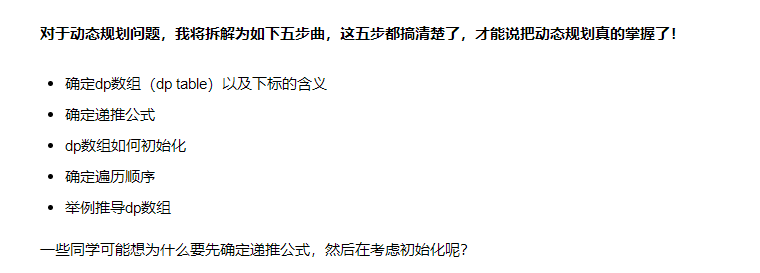 对于动态规划问题，我将拆解为如下五步曲，这五步都搞清楚了，才能说把动态规划真的掌握了！
确定dp数组（dp table）以及下标的含义
确定递推公式
dp数组如何初始化
确定遍历顺序
举例推导dp数组
一些同学可能想为什么要先确定递推公式，然后在考虑初始化呢？